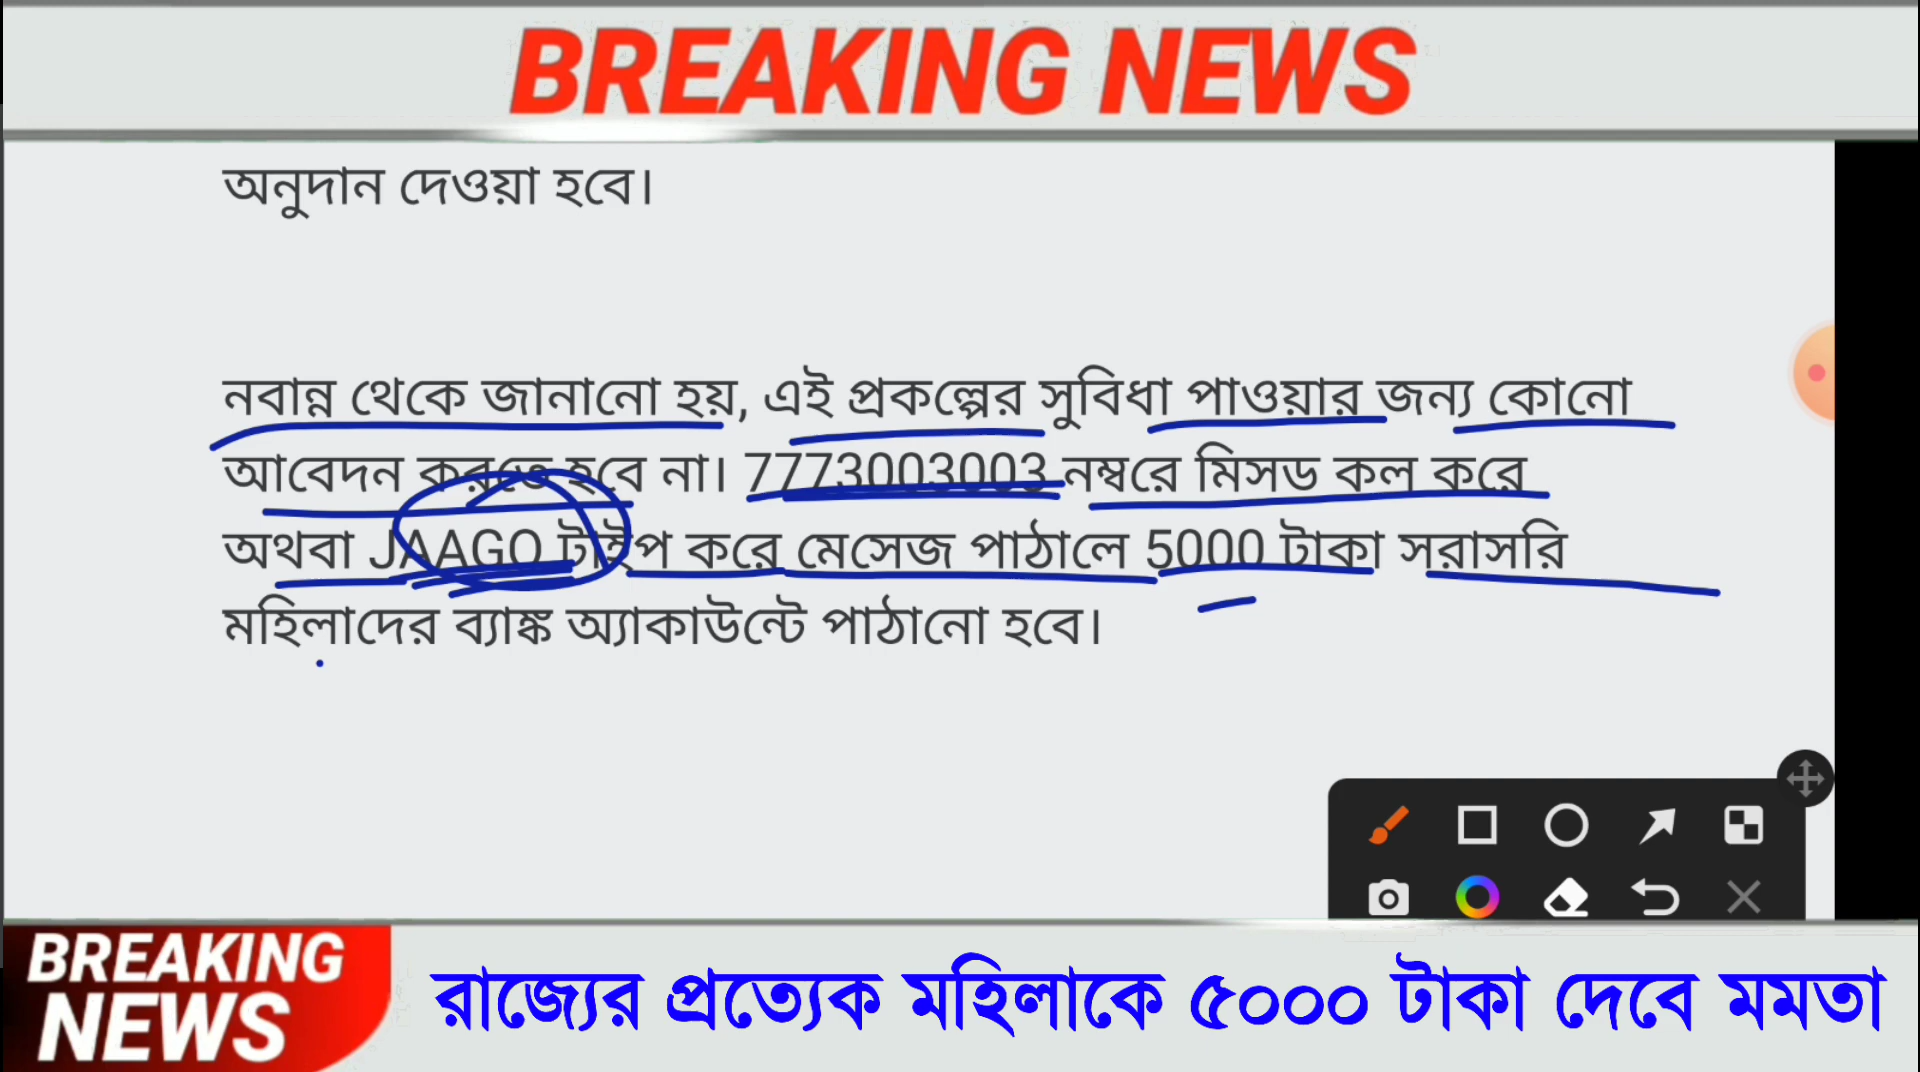 BREAKING NEWS
অনুদান দেওয়া হবে।
নবান্ন থেকে জানানো হয়, এই প্রকল্পের সুবিধা পাওয়ার জন্য কোনো
আবেদন করতে হবে না। 7773003003 নম্বরে মিসড কল করে
অথবা JAAGO টাইপ করে মেসেজ পাঠালে 5000 টাকা সরাসরি
মহিলাদের ব্যাঙ্ক অ্যাকাউন্টে পাঠানো হবে।
BREAKING
NEWS
রাজ্যের প্রত্যেক মহিলাকে ৫০০০ টাকা দেবে মমতা